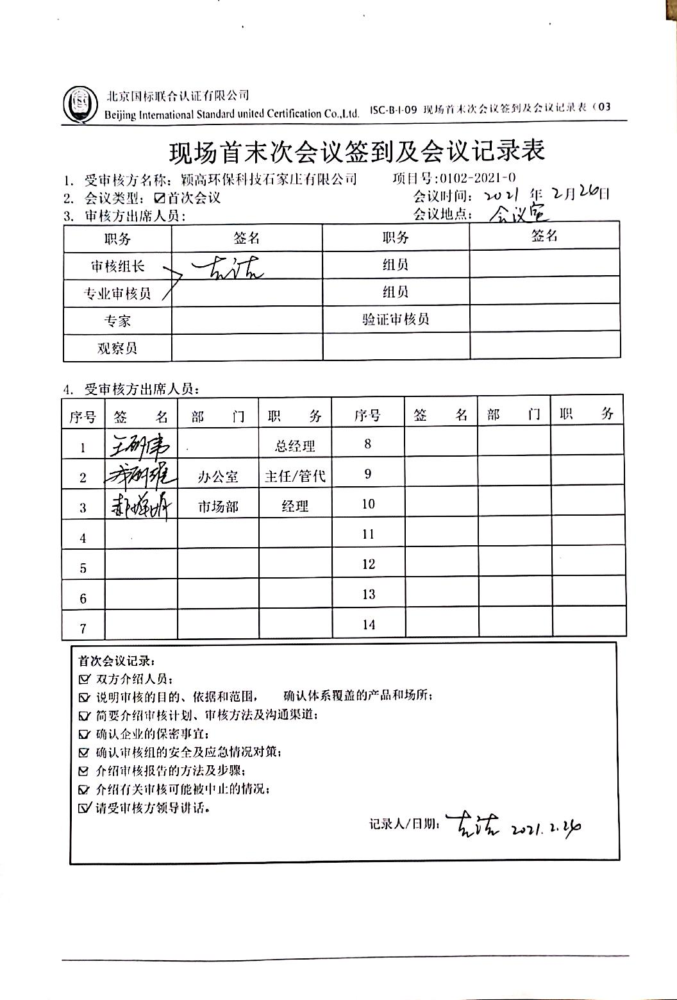 北京国标联合认证有限公司
Beijing International Standard united Certification Co.,Ltd. ISC-B-I-09 现场首末次会议签到及会议记录表（03
现场首末次会议签到及会议记录表
1. 受审核方名称：颖高环保科技石家庄有限公司 项目号:0102-2021-0
2. 会议类型：☑首次会议 会议时间：2021 年 2月26日
3. 审核方出席人员: 会议地点：会议室
职务 签名 职务 签名
审核组长 组员
专业审核员 组员
专家 验证审核员
观察员
4. 受审核方出席人员:
序号 签 名 部 门 职 务 序号 签 名 部 门 职 务
1 总经理 8
2 办公室 主任/管代 9
3 市场部 经理 10
4 11
5 12
6 13
7 14
首次会议记录:
☑ 双方介绍人员;
☑ 说明审核的目的、依据和范围， 确认体系覆盖的产品和场所;
☑ 简要介绍审核计划、审核方法及沟通渠道;
☑ 确认企业的保密事宜;
☑ 确认审核组的安全及应急情况对策;
☑ 介绍审核报告的方法及步骤;
☑ 介绍有关审核可能被中止的情况;
☑ 请受审核方领导讲话。
记录人/日期: 2021.2.26